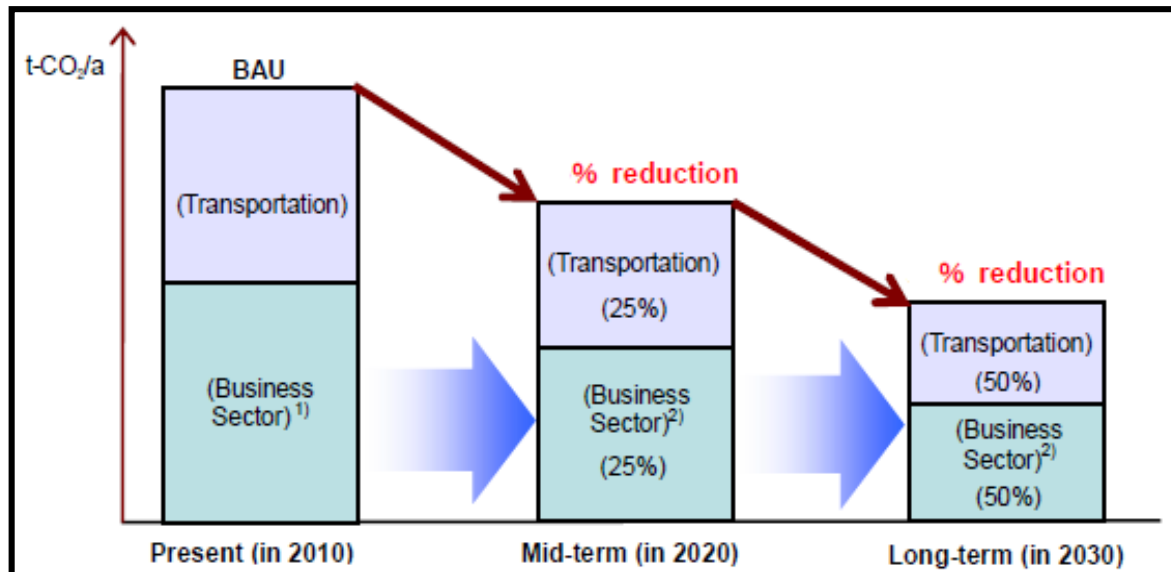 t-CO₂/a
BAU
(Transportation)
(Business
Sector) ¹⁾
% reduction
(Transportation)
(25%)
(Business
Sector)²⁾
(25%)
% reduction
(Transportation)
(50%)
(Business
Sector)²⁾
(50%)
Present (in 2010)
Mid-term (in 2020)
Long-term (in 2030)